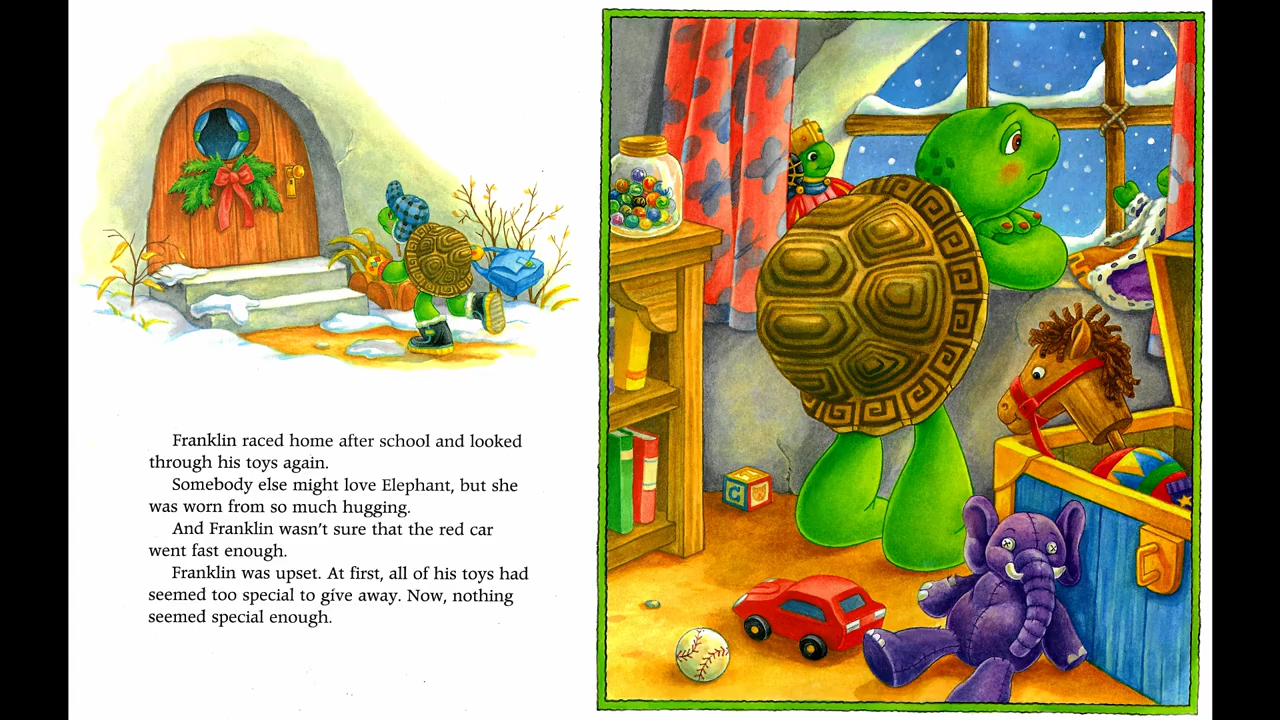 Franklin raced home after school and looked
through his toys again.
Somebody else might love Elephant, but she
was worn from so much hugging.
And Franklin wasn't sure that the red car
went fast enough.
Franklin was upset. At first, all of his toys had
seemed too special to give away. Now, nothing
seemed special enough.
C